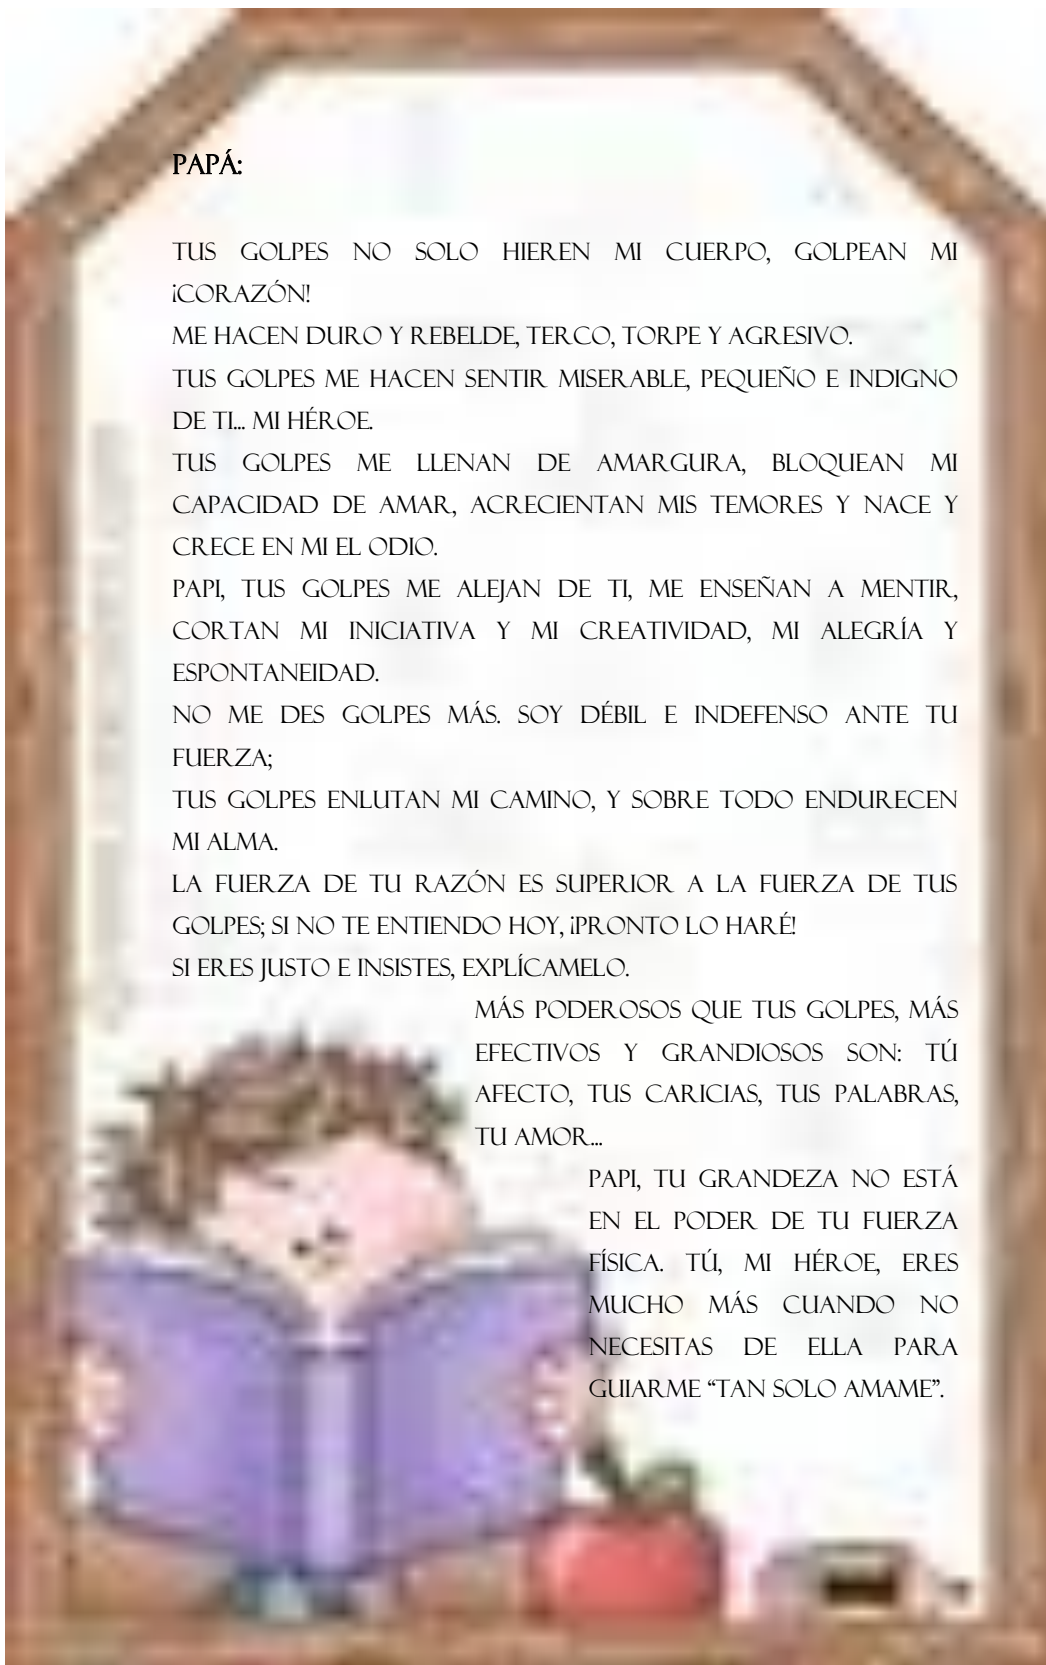 PAPÁ:
TUS GOLPES NO SOLO HIEREN MI CUERPO, GOLPEAN MI
¡CORAZÓN!
ME HACEN DURO Y REBELDE, TERCO, TORPE Y AGRESIVO.
TUS GOLPES ME HACEN SENTIR MISERABLE, PEQUEÑO E INDIGNO
DE TI... MI HÉROE.
TUS GOLPES ME LLENAN DE AMARGURA, BLOQUEAN MI
CAPACIDAD DE AMAR, ACRECIENTAN MIS TEMORES Y NACE Y
CRECE EN MI EL ODIO.
PAPI, TUS GOLPES ME ALEJAN DE TI, ME ENSEÑAN A MENTIR,
CORTAN MI INICIATIVA Y MI CREATIVIDAD, MI ALEGRÍA Y
ESPONTANEIDAD.
NO ME DES GOLPES MÁS. SOY DÉBIL E INDEFENSO ANTE TU
FUERZA;
TUS GOLPES ENLUTAN MI CAMINO, Y SOBRE TODO ENDURECEN
MI ALMA.
LA FUERZA DE TU RAZÓN ES SUPERIOR A LA FUERZA DE TUS
GOLPES; SI NO TE ENTIENDO HOY, ¡PRONTO LO HARÉ!
SI ERES JUSTO E INSISTES, EXPLÍCAMELO.
MÁS PODEROSOS QUE TUS GOLPES, MÁS
EFECTIVOS Y GRANDIOSOS SON: TÚ
AFECTO, TUS CARICIAS, TUS PALABRAS,
TU AMOR...
PAPI, TU GRANDEZA NO ESTÁ
EN EL PODER DE TU FUERZA
FÍSICA. TÚ, MI HÉROE, ERES
MUCHO MÁS CUANDO NO
NECESITAS DE ELLA PARA
GUIARME “TAN SOLO AMAME”.